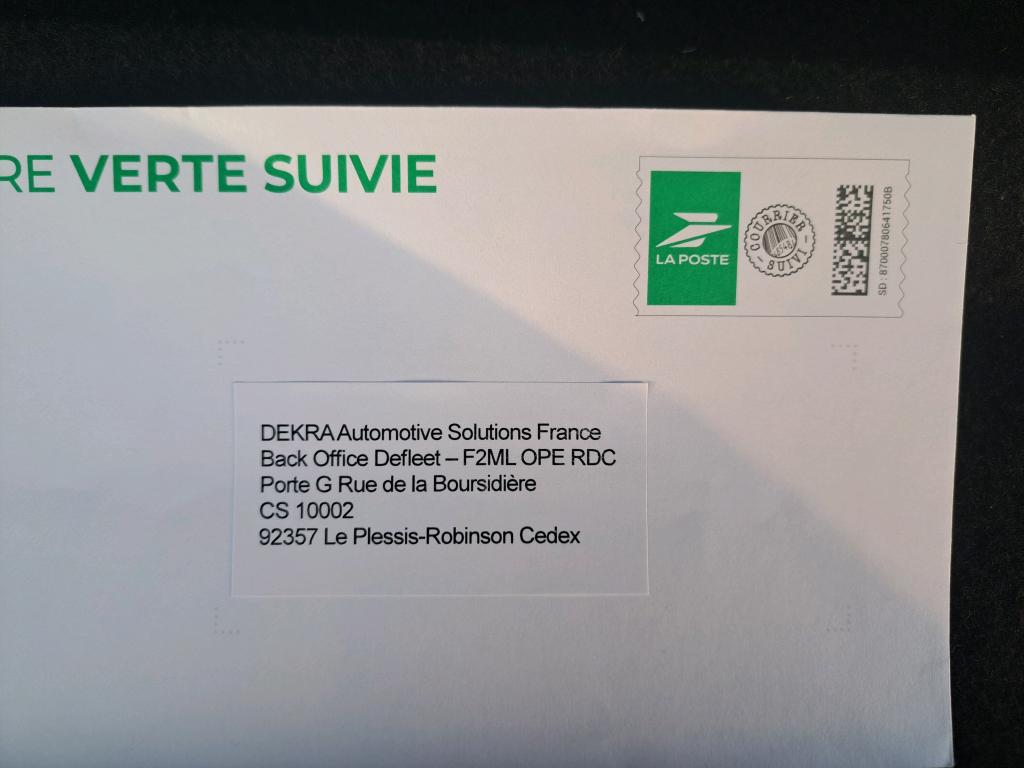 RE VERTE SUIVIE
LA POSTE
COURRIER
SUIVI
SD : 87000780641750B
DEKRA Automotive Solutions France
Back Office Defleet – F2ML OPE RDC
Porte G Rue de la Boursidière
CS 10002
92357 Le Plessis-Robinson Cedex